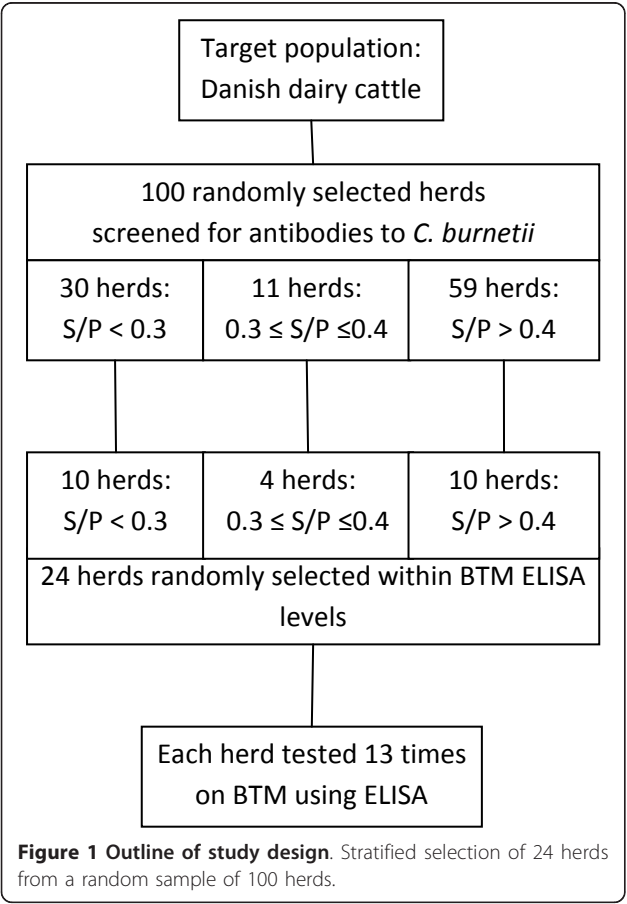 Target population:
Danish dairy cattle
100 randomly selected herds
screened for antibodies to C. burnetii
30 herds:
S/P < 0.3
11 herds:
0.3 ≤ S/P ≤0.4
59 herds:
S/P > 0.4
10 herds:
S/P < 0.3
4 herds:
0.3 ≤ S/P ≤0.4
10 herds:
S/P > 0.4
24 herds randomly selected within BTM ELISA
levels
Each herd tested 13 times
on BTM using ELISA
Figure 1 Outline of study design. Stratified selection of 24 herds
from a random sample of 100 herds.